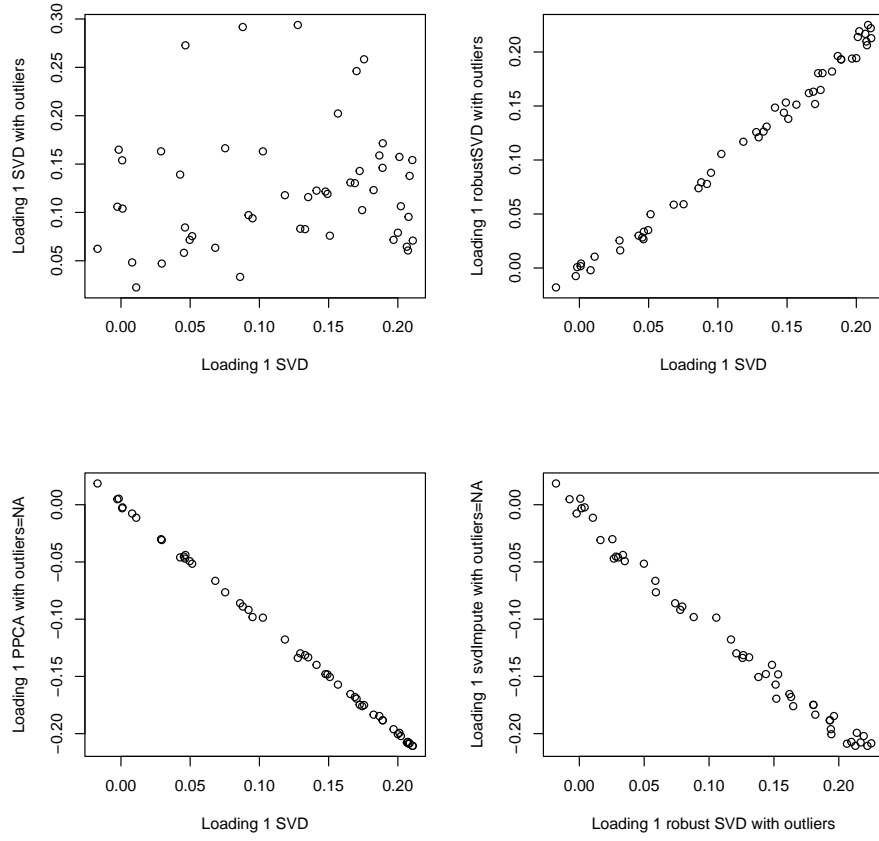 0.30
0.25
0.20
0.15
0.10
0.05
Loading 1 SVD with outliers
0.00 0.05 0.10 0.15 0.20
Loading 1 SVD
0.20
0.15
0.10
0.05
0.00
Loading 1 robustSVD with outliers
0.00 0.05 0.10 0.15 0.20
Loading 1 SVD
0.00
−0.05
−0.10
−0.15
−0.20
Loading 1 PPCA with outliers=NA
0.00 0.05 0.10 0.15 0.20
Loading 1 SVD
0.00
−0.05
−0.10
−0.15
−0.20
Loading 1 svdImpute with outliers=NA
0.00 0.05 0.10 0.15 0.20
Loading 1 robust SVD with outliers